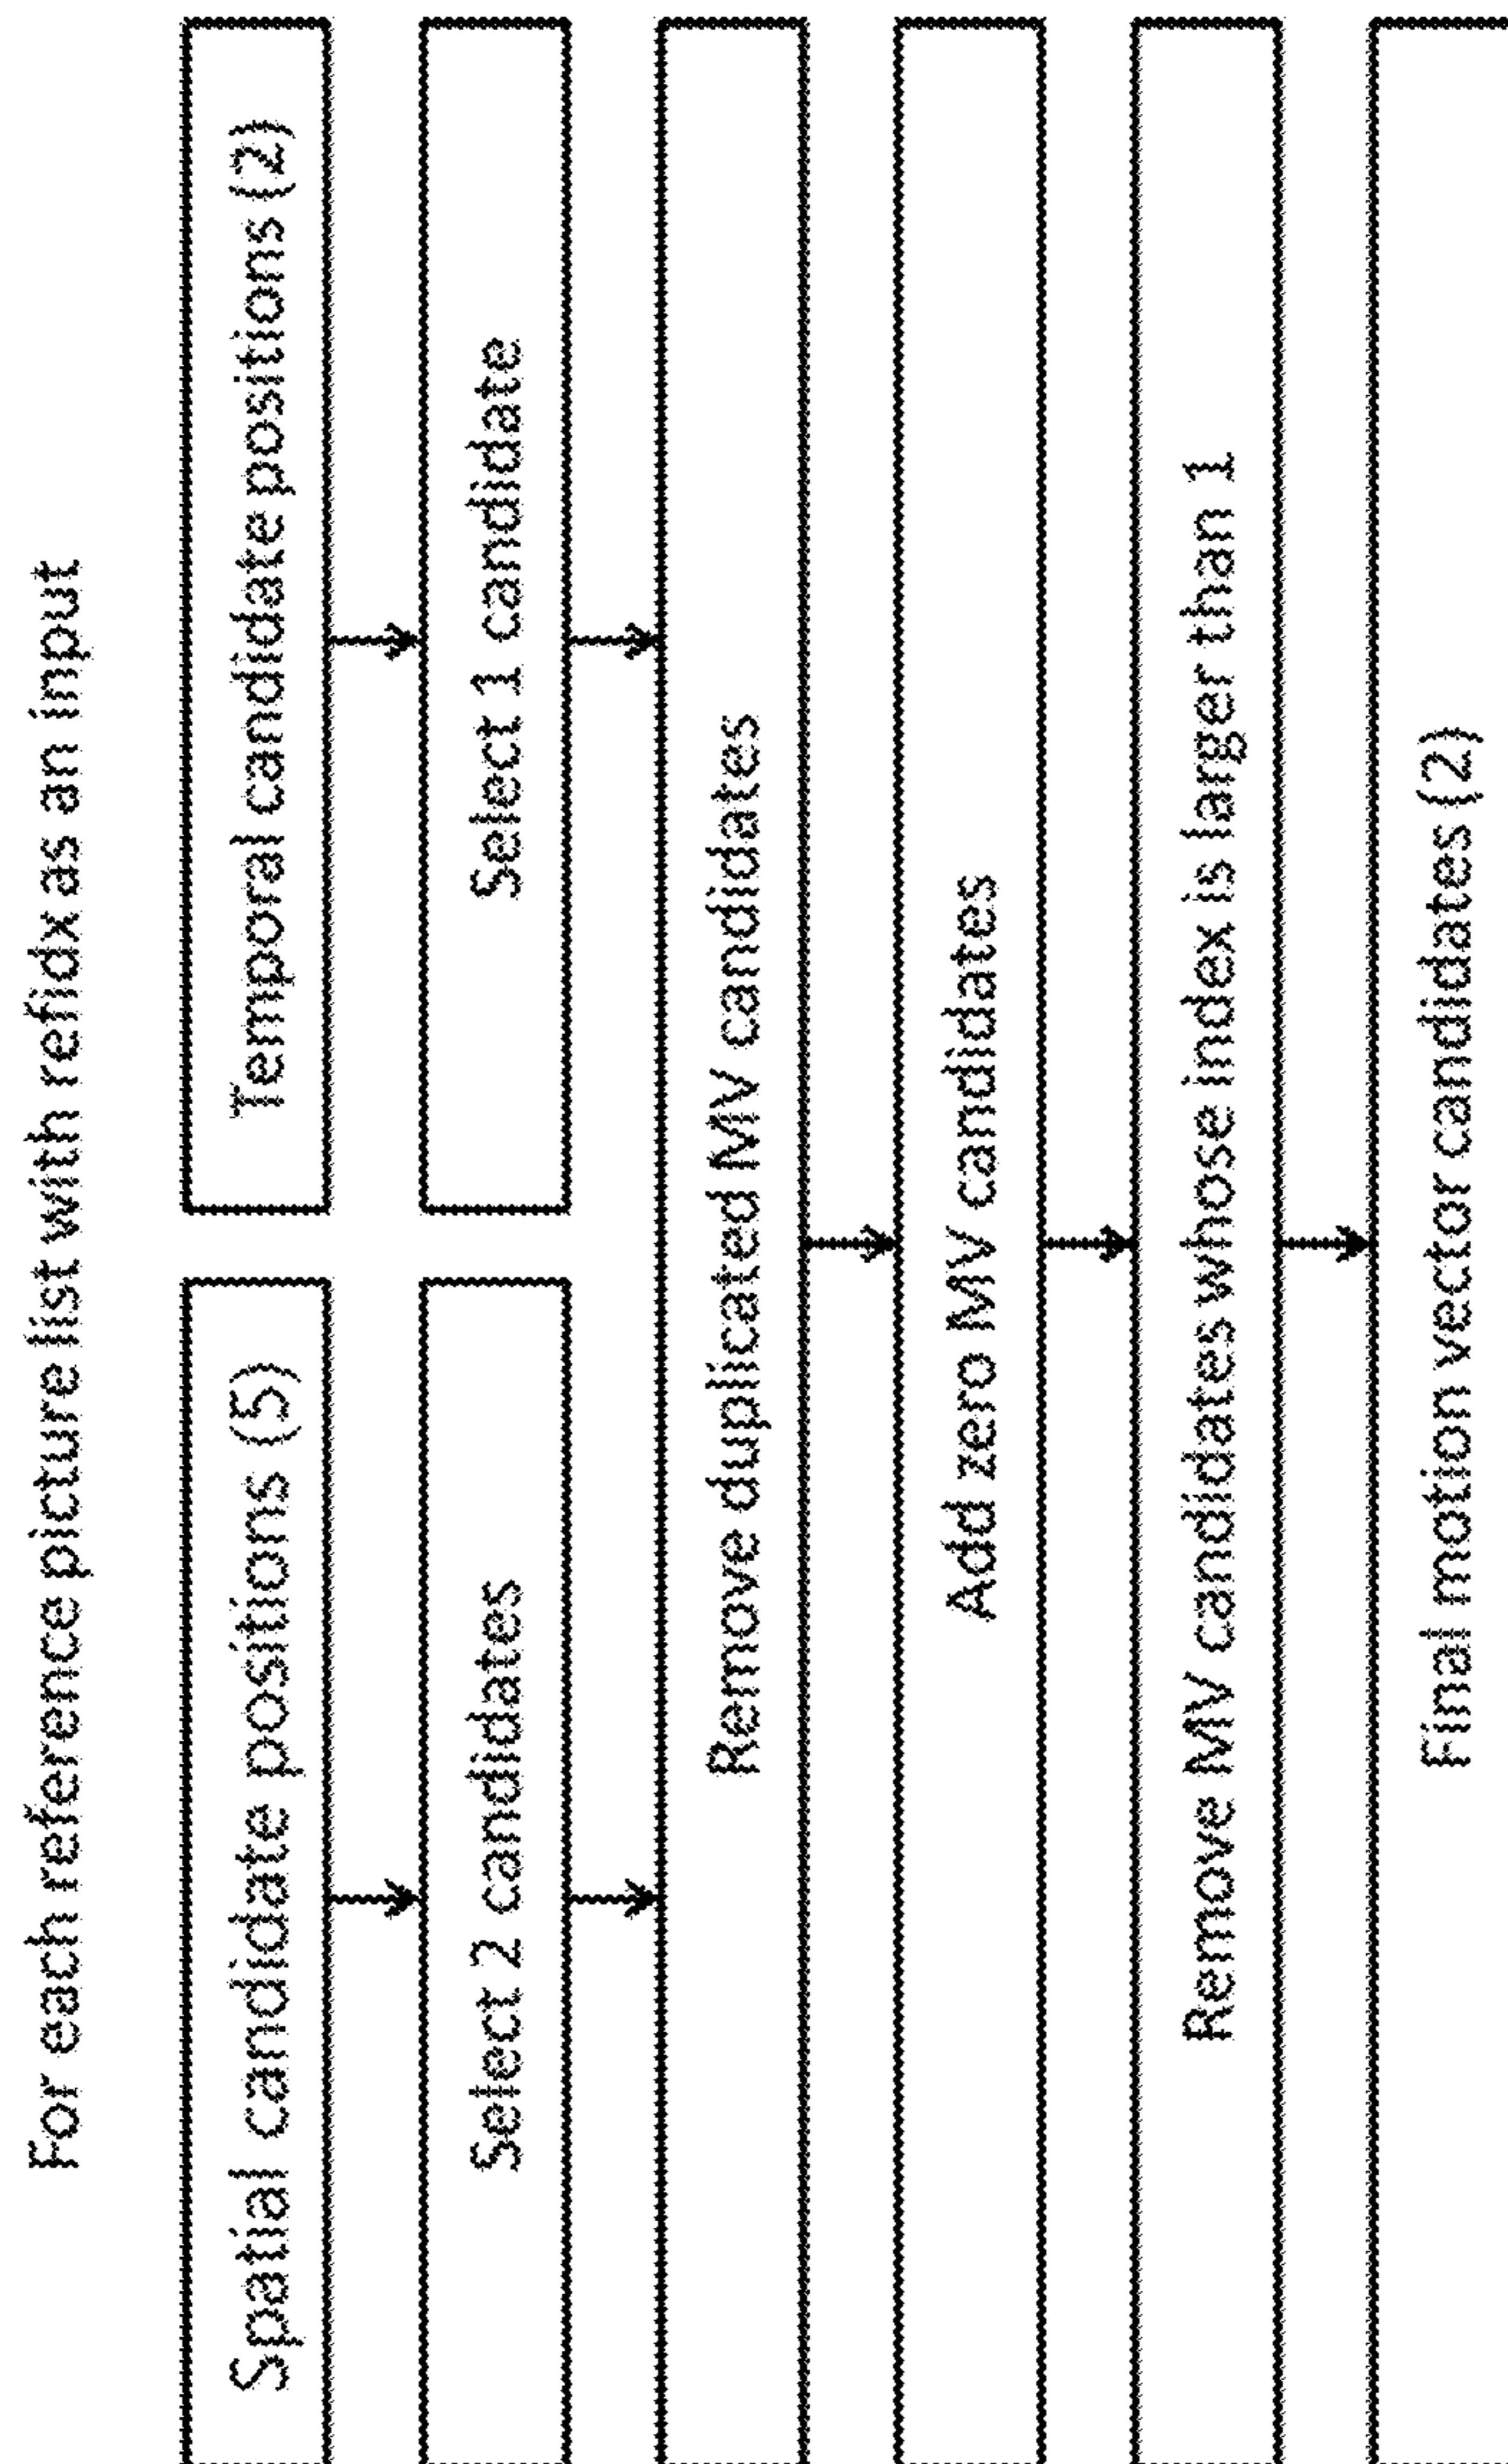 For each reference picture list with refidx as an input
Spatial candidate positions (5)
Temporal candidate positions (2)
Select 2 candidates
Select 1 candidate
Remove duplicated MV candidates
Add zero MV candidates
Remove MV candidates whose index is larger than 1
Final motion vector candidates (2)